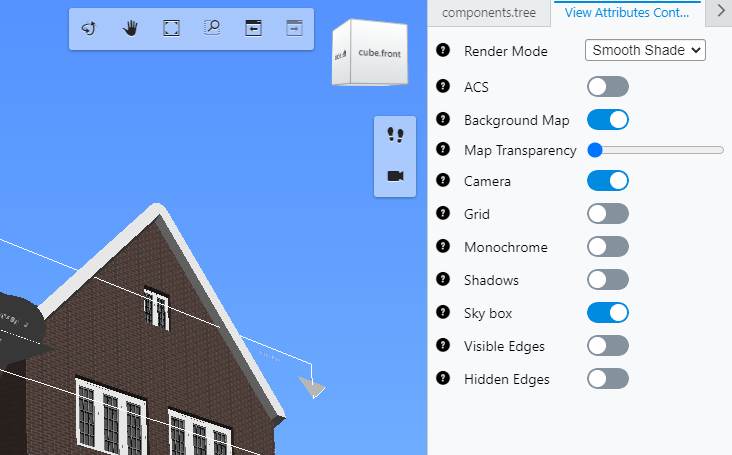 components.tree
View Attributes Cont...
cube.front
Render Mode
Smooth Shade
ACS
Background Map
Map Transparency
Camera
Grid
Monochrome
Shadows
Sky box
Visible Edges
Hidden Edges